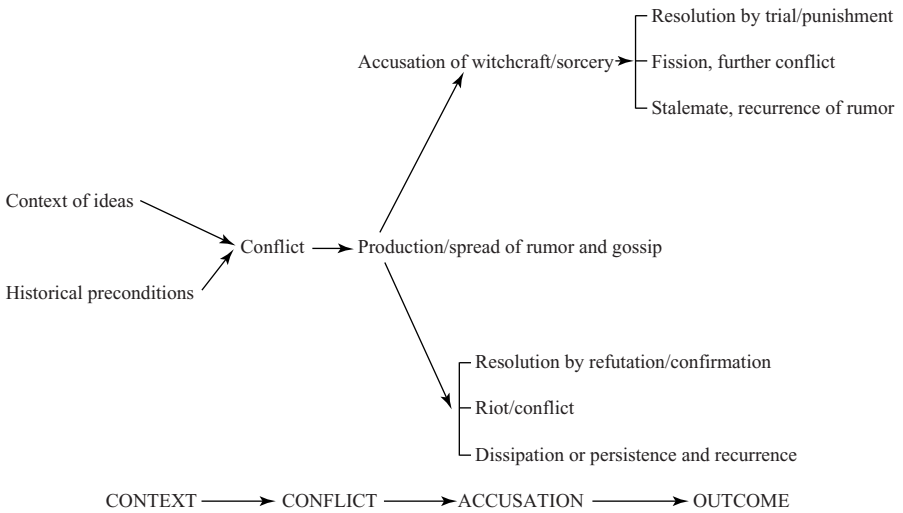 Resolution by trial/punishment
Accusation of witchcraft/sorcery
Fission, further conflict
Stalemate, recurrence of rumor
Context of ideas
Conflict
Production/spread of rumor and gossip
Historical preconditions
Resolution by refutation/confirmation
Riot/conflict
Dissipation or persistence and recurrence
CONTEXT CONFLICT ACCUSATION OUTCOME